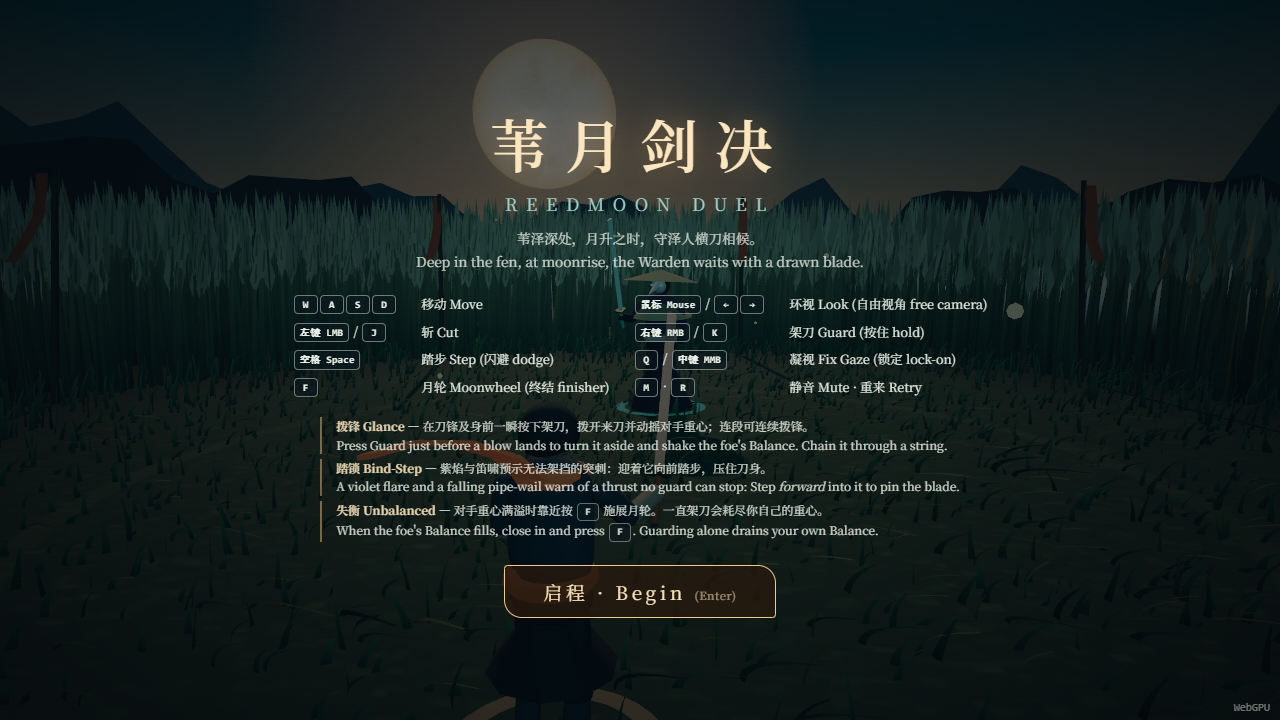 苇月剑决
REEDMOON DUEL
苇泽深处，月升之时，守泽人横刀相候。
Deep in the fen, at moonrise, the Warden waits with a drawn blade.
W A S D 移动 Move 鼠标 Mouse / ← → 环视 Look (自由视角 free camera)
左键 LMB / J 斩 Cut 右键 RMB / K 架刀 Guard (按住 hold)
空格 Space 踏步 Step (闪避 dodge) Q / 中键 MMB 凝视 Fix Gaze (锁定 lock-on)
F 月轮 Moonwheel (终结 finisher) M · R 静音 Mute · 重来 Retry
拨锋 Glance — 在刀锋及身前一瞬按下架刀，拨开来刀并动摇对手重心；连段可连续拨锋。
Press Guard just before a blow lands to turn it aside and shake the foe's Balance. Chain it through a string.
踏锁 Bind-Step — 紫焰与笛啸预示无法架挡的突刺：迎着它向前踏步，压住刀身。
A violet flare and a falling pipe-wail warn of a thrust no guard can stop: Step forward into it to pin the blade.
失衡 Unbalanced — 对手重心满溢时靠近按 F 施展月轮。一直架刀会耗尽你自己的重心。
When the foe's Balance fills, close in and press F. Guarding alone drains your own Balance.
启程 · Begin (Enter)
WebGPU